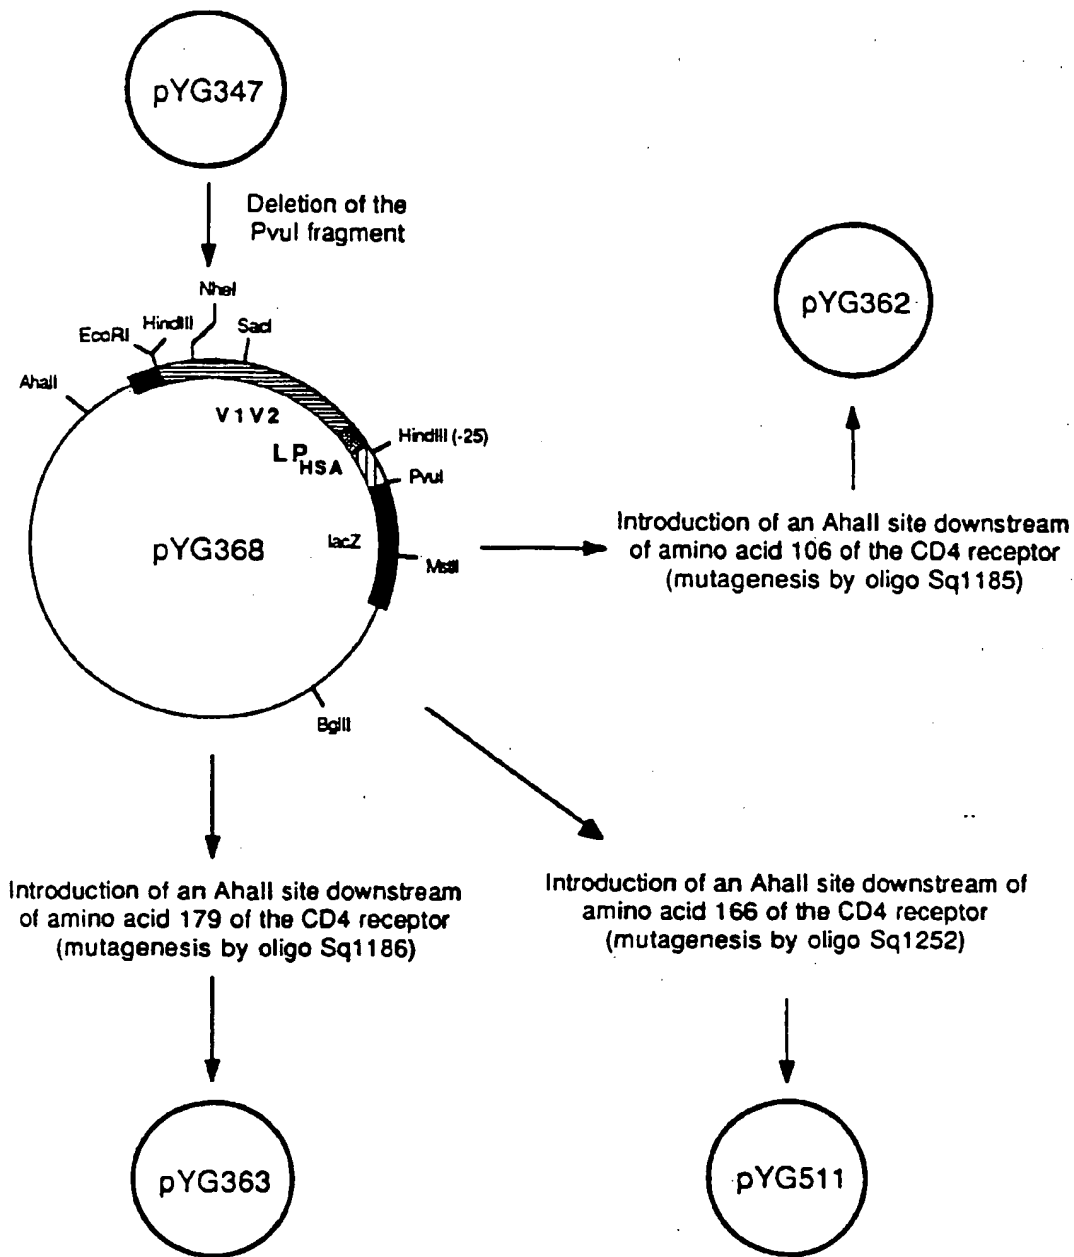 pYG347
Deletion of the
PvuI fragment
NheI
HindIII
SacI
EcoRI
AhaII
V1V2
LP
HSA
HindIII (-25)
PvuI
pYG368
lacZ
MstII
BglII
pYG362
Introduction of an AhaII site downstream
of amino acid 106 of the CD4 receptor
(mutagenesis by oligo Sq1185)
Introduction of an AhaII site downstream
of amino acid 179 of the CD4 receptor
(mutagenesis by oligo Sq1186)
Introduction of an AhaII site downstream of
amino acid 166 of the CD4 receptor
(mutagenesis by oligo Sq1252)
pYG363
pYG511